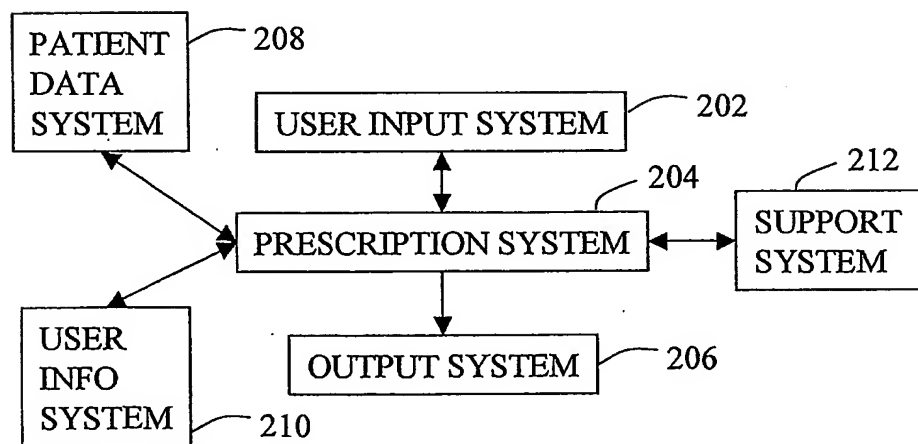 PATIENT
DATA
SYSTEM
208
USER INPUT SYSTEM
202
PRESCRIPTION SYSTEM
204
SUPPORT
SYSTEM
212
USER
INFO
SYSTEM
210
OUTPUT SYSTEM
206